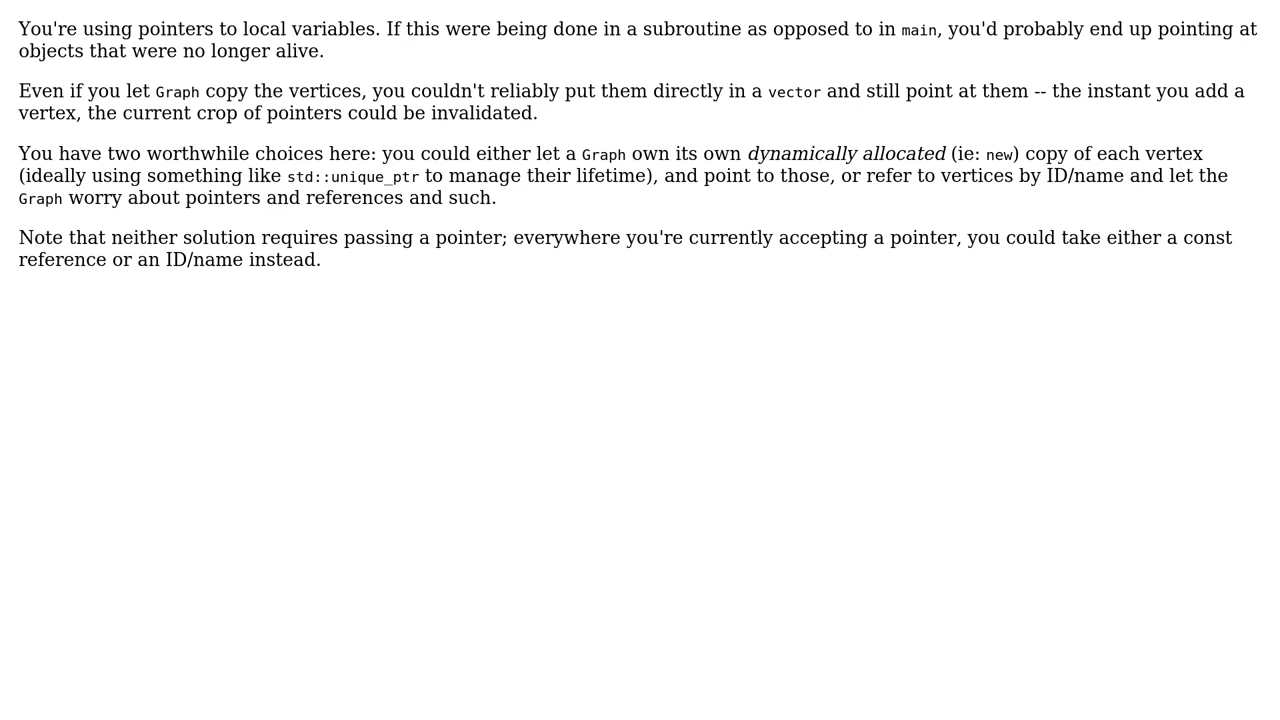 You're using pointers to local variables. If this were being done in a subroutine as opposed to in main, you'd probably end up pointing at
objects that were no longer alive.
Even if you let Graph copy the vertices, you couldn't reliably put them directly in a vector and still point at them -- the instant you add a
vertex, the current crop of pointers could be invalidated.
You have two worthwhile choices here: you could either let a Graph own its own dynamically allocated (ie: new) copy of each vertex
(ideally using something like std::unique_ptr to manage their lifetime), and point to those, or refer to vertices by ID/name and let the
Graph worry about pointers and references and such.
Note that neither solution requires passing a pointer; everywhere you're currently accepting a pointer, you could take either a const
reference or an ID/name instead.